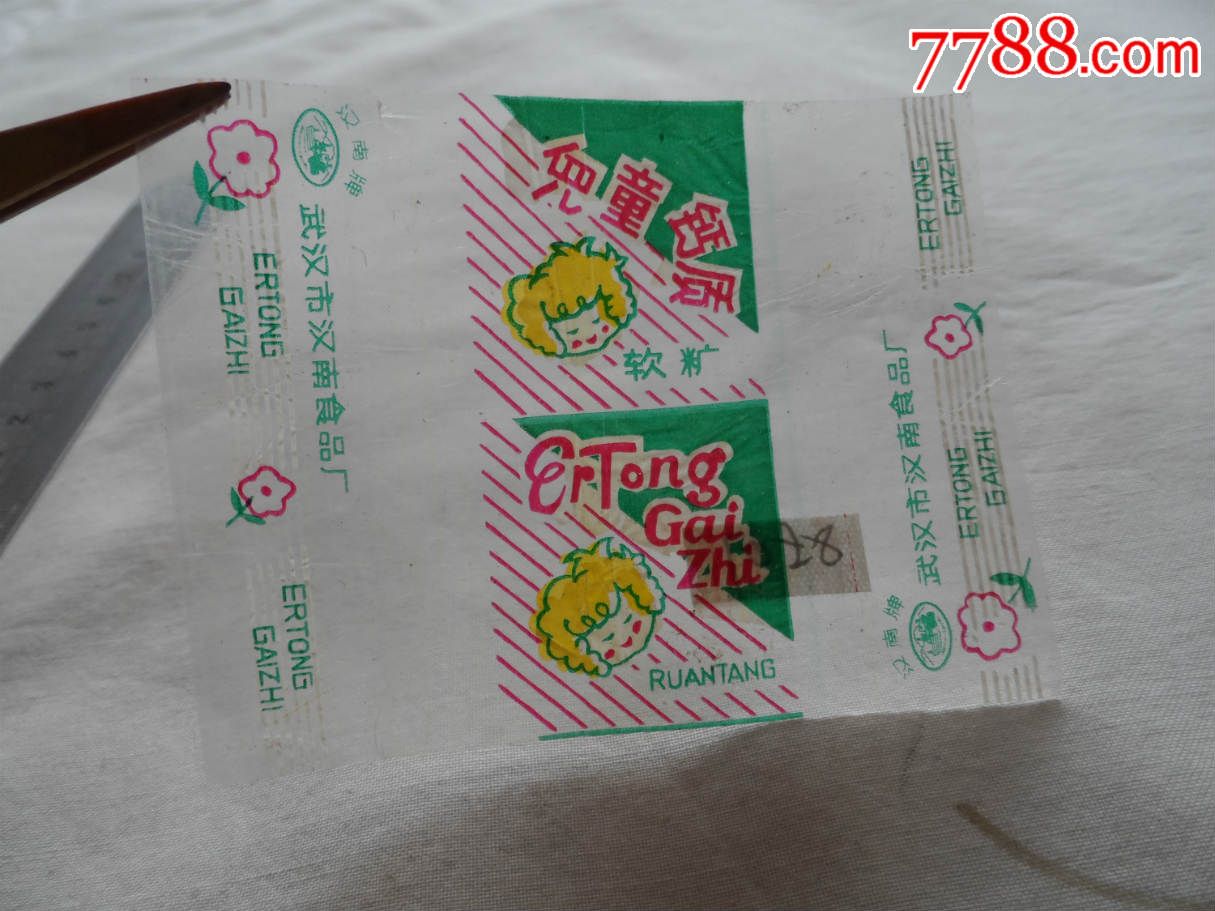 7788.com
汉南牌
武汉市汉南食品厂
ERTONG
GAIZHI
ERTONG
GAIZHI
兒童
钙质
软粏
ErTong
Gai
Zhi
RUANTANG
ERTONG
GAIZHI
ERTONG
GAIZHI
武汉市汉南食品厂
汉南牌